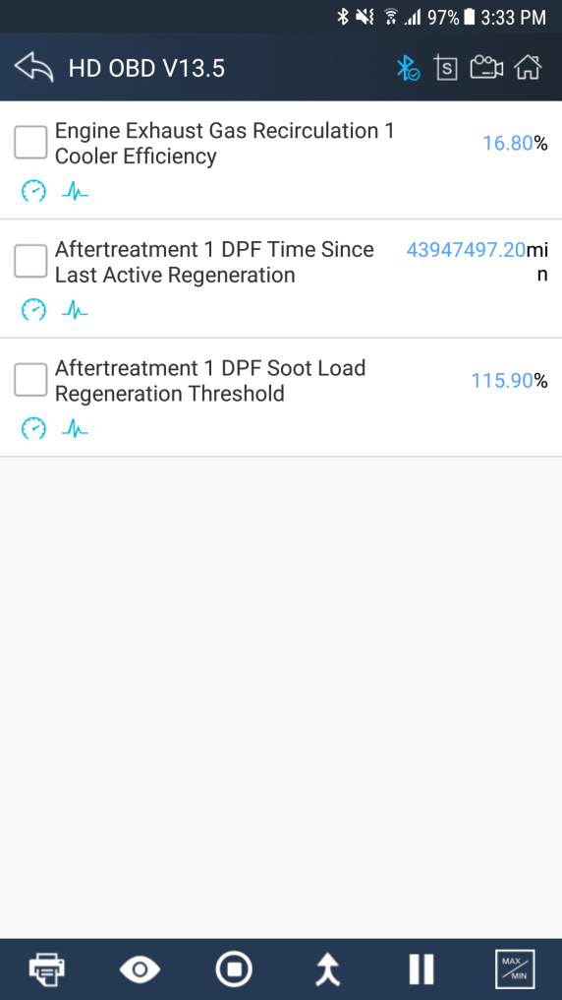 97% 3:33 PM
HD OBD V13.5
S
Engine Exhaust Gas Recirculation 1
Cooler Efficiency
16.80%
Aftertreatment 1 DPF Time Since
Last Active Regeneration
43947497.20mi
n
Aftertreatment 1 DPF Soot Load
Regeneration Threshold
115.90%
MAX
MIN